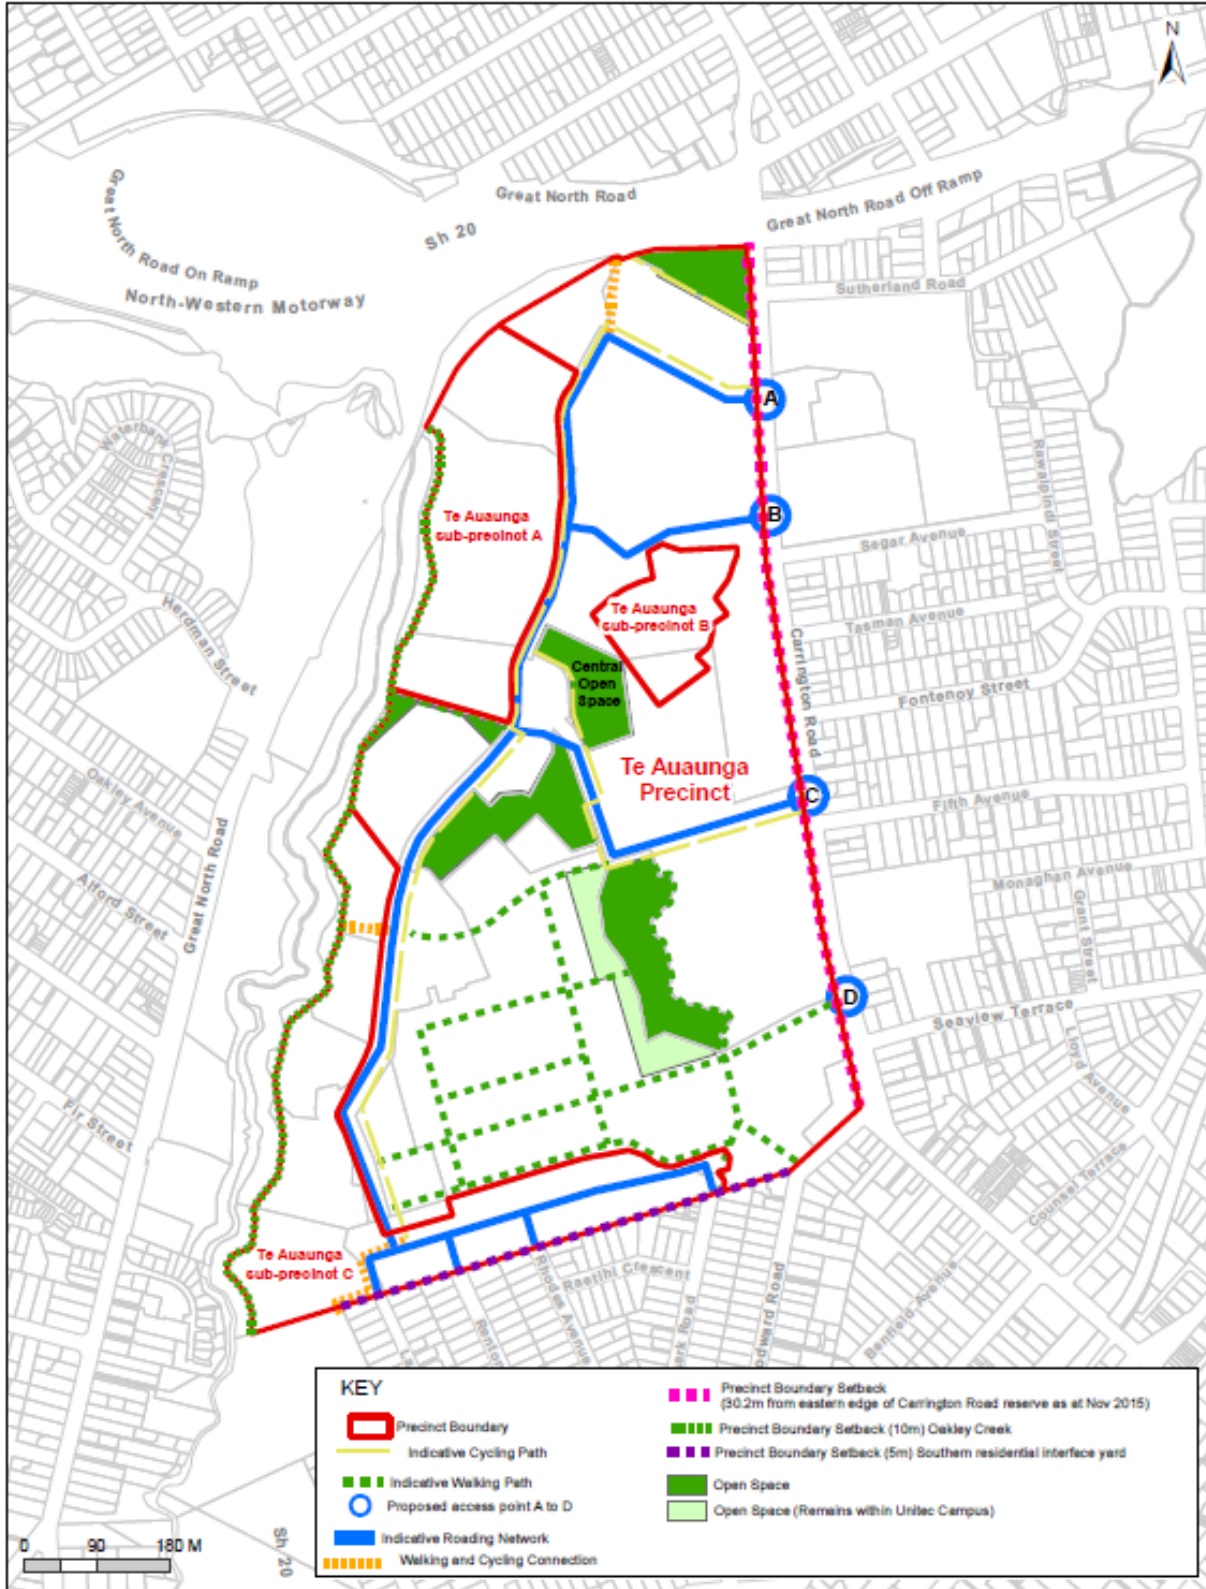 N
Great North Road
Great North Road Off Ramp
Sh 20
Great North Road On Ramp
North-Western Motorway
Sutherland Road
A
Waterbank Crescent
Rawalpindi Street
B
Te Auaunga
sub-precinct A
Segar Avenue
Herdman Street
Te Auaunga
sub-precinct B
Tasman Avenue
Carrington Road
Central
Open
Space
Fontenoy Street
Te Auaunga
Precinct
C
Fifth Avenue
Oakley Avenue
Great North Road
Alford Street
Monaghan Avenue
Grant Street
D
Seaview Terrace
Lloyd Avenue
Fir Street
Counsel Terrace
Te Auaunga
sub-precinct C
Rhodes Avenue
Raetihi Crescent
Benfield Avenue
Renton
ark Road
odward Road
La
KEY
Precinct Boundary
Indicative Cycling Path
Indicative Walking Path
Proposed access point A to D
Indicative Roading Network
Walking and Cycling Connection
Precinct Boundary Setback
(30.2m from eastern edge of Carrington Road reserve as at Nov 2015)
Precinct Boundary Setback (10m) Oakley Creek
Precinct Boundary Setback (5m) Southern residential interface yard
Open Space
Open Space (Remains within Unitec Campus)
0 90 180 M
Sh 20